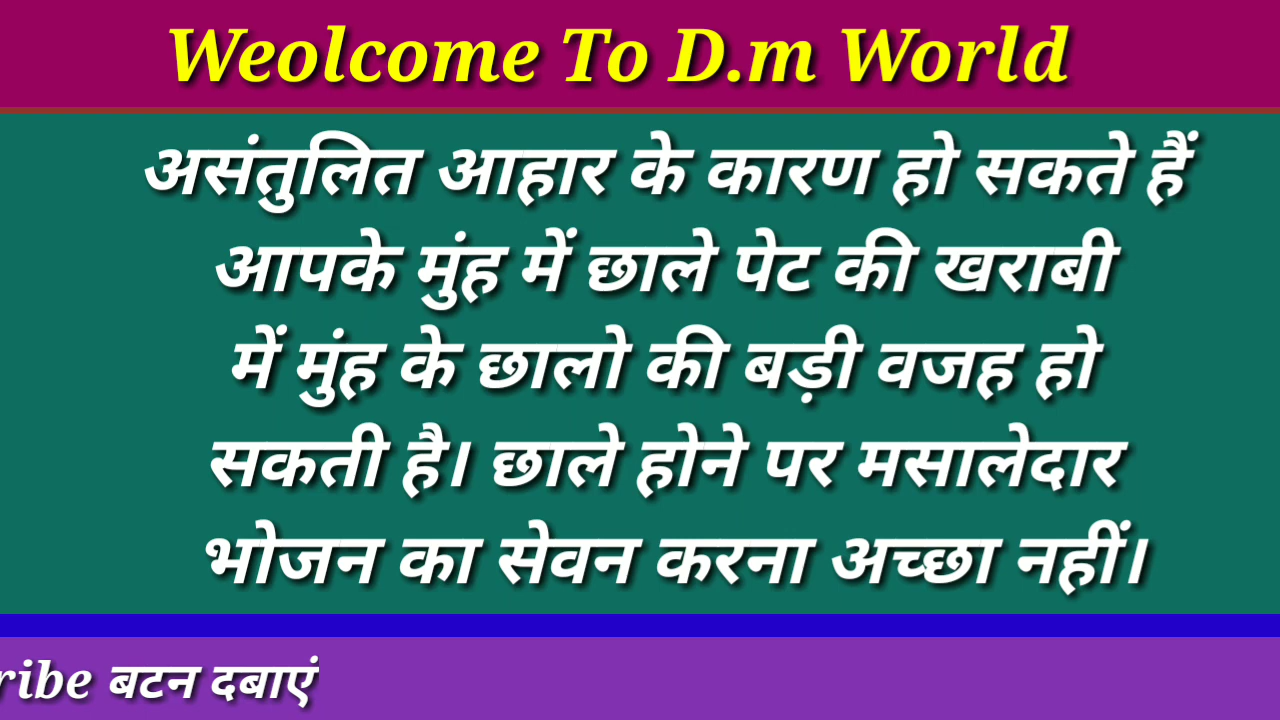 Weolcome To D.m World
असंतुलित आहार के कारण हो सकते हैं
आपके मुंह में छाले पेट की खराबी
में मुंह के छालो की बड़ी वजह हो
सकती है। छाले होने पर मसालेदार
भोजन का सेवन करना अच्छा नहीं।
ribe बटन दबाएं